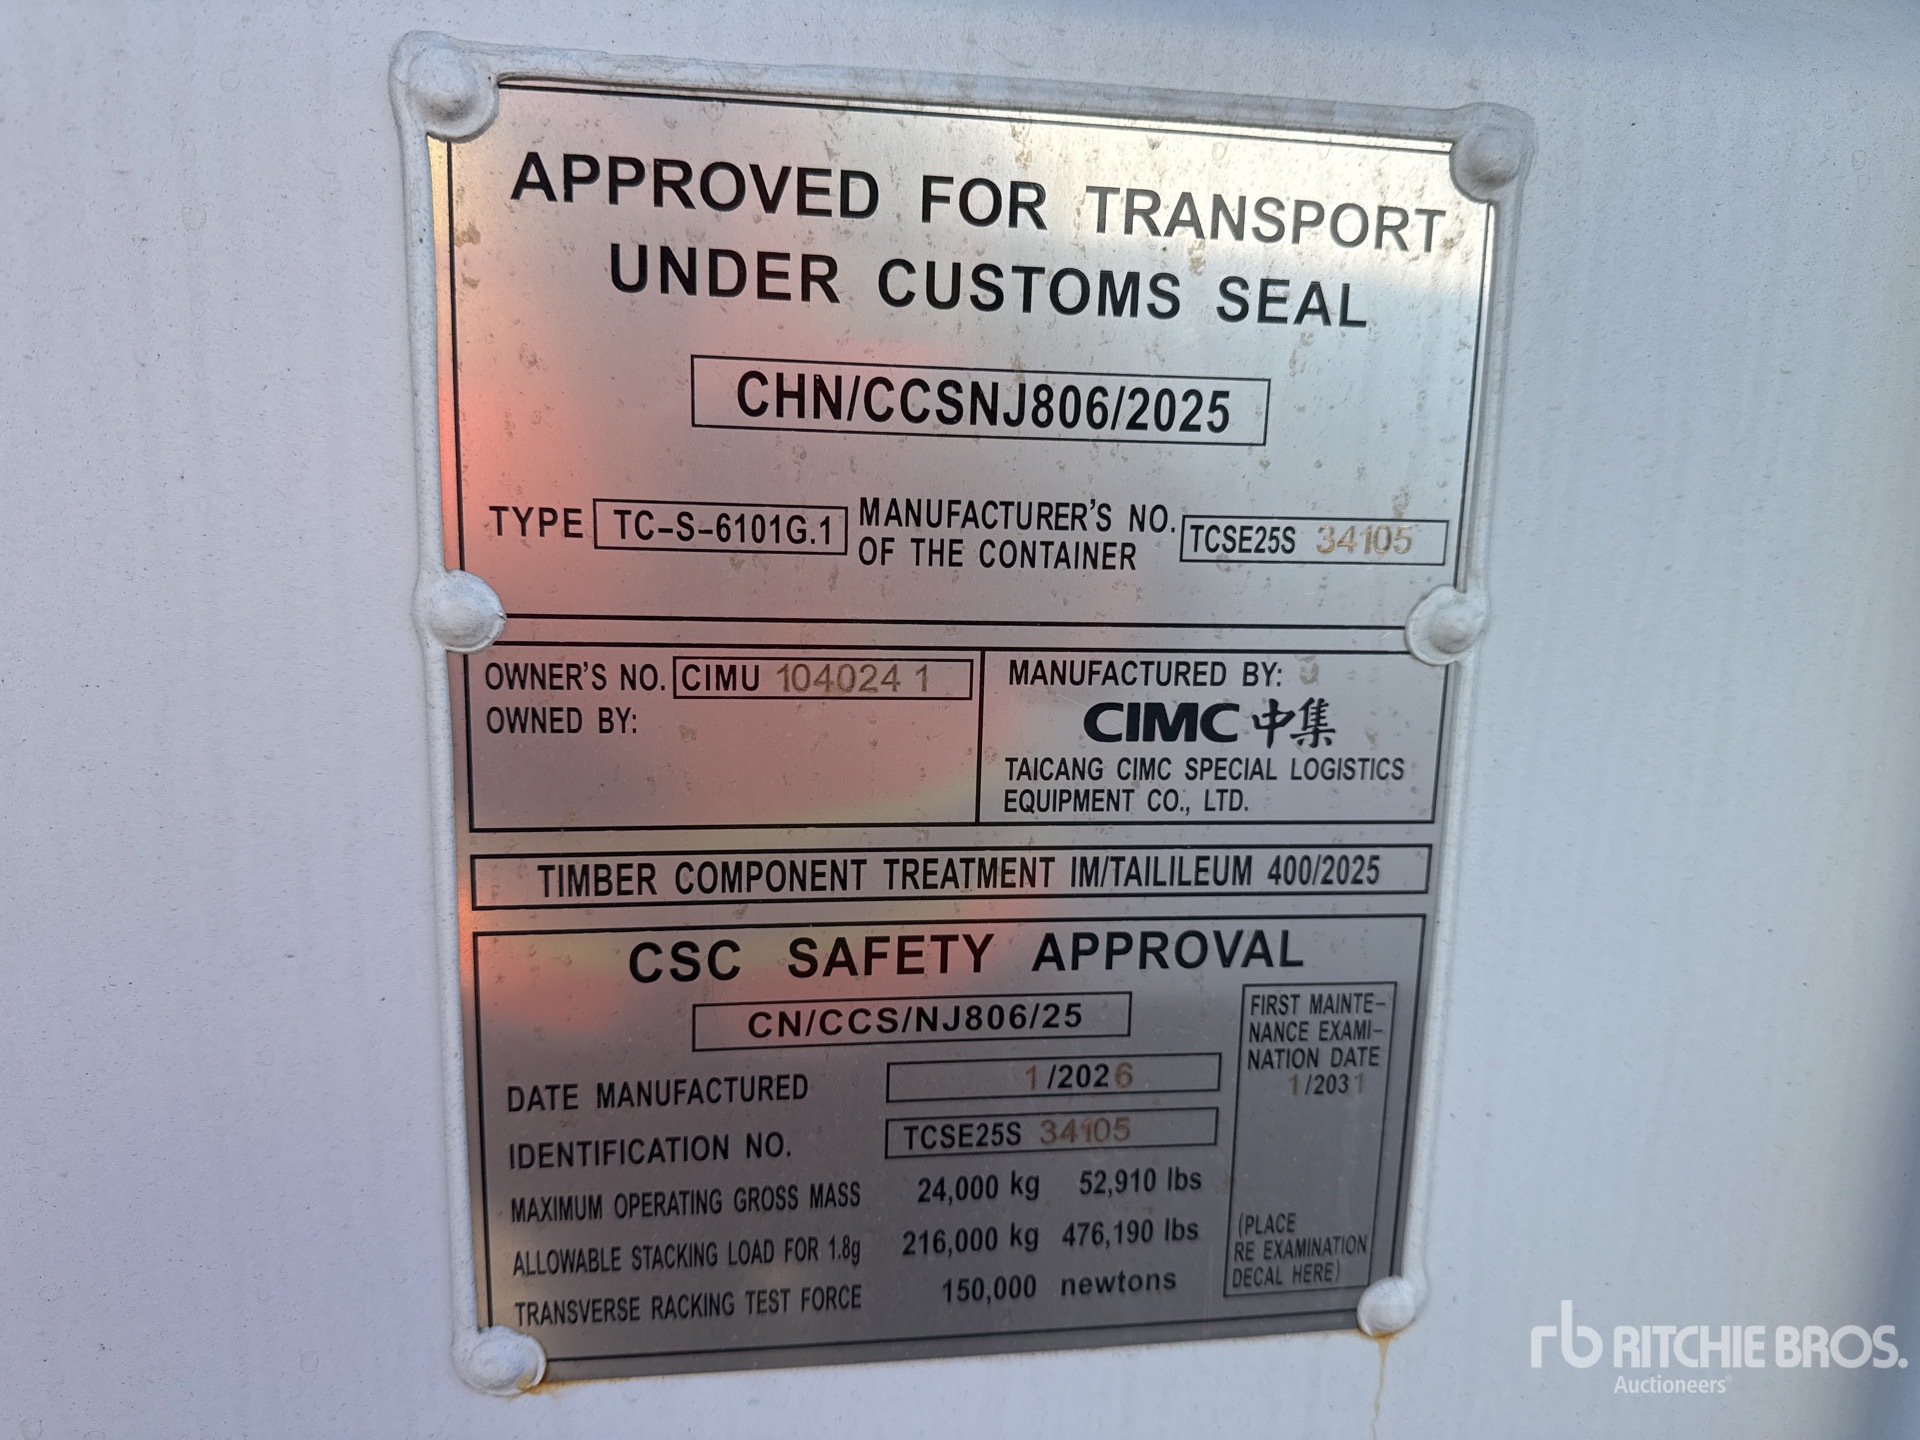 APPROVED FOR TRANSPORT
UNDER CUSTOMS SEAL
CHN/CCSNJ806/2025
TYPE TC-S-6101G.1 MANUFACTURER'S NO. OF THE CONTAINER TCSE25S 34105
OWNER'S NO. CIMU 104024 1
OWNED BY:
MANUFACTURED BY:
CIMC 中集
TAICANG CIMC SPECIAL LOGISTICS
EQUIPMENT CO., LTD.
TIMBER COMPONENT TREATMENT IM/TAILILEUM 400/2025
CSC SAFETY APPROVAL
CN/CCS/NJ806/25
DATE MANUFACTURED 1/2026
IDENTIFICATION NO. TCSE25S 34105
MAXIMUM OPERATING GROSS MASS 24,000 kg 52,910 lbs
ALLOWABLE STACKING LOAD FOR 1.8g 216,000 kg 476,190 lbs
TRANSVERSE RACKING TEST FORCE 150,000 newtons
FIRST MAINTE-
NANCE EXAMI-
NATION DATE
1/2031
(PLACE
RE EXAMINATION
DECAL HERE)
rb RITCHIE BROS.
Auctioneers